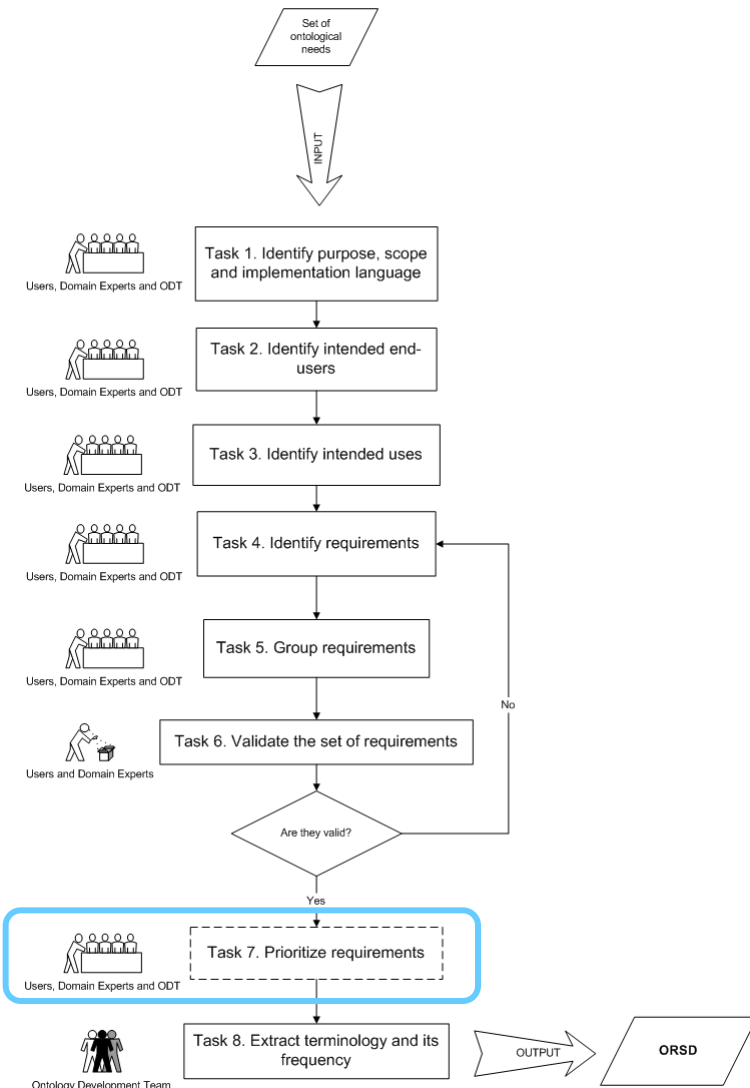 Set of
ontological
needs
INPUT
Task 1. Identify purpose, scope
and implementation language
Users, Domain Experts and ODT
Task 2. Identify intended end-
users
Users, Domain Experts and ODT
Task 3. Identify intended uses
Users, Domain Experts and ODT
Task 4. Identify requirements
Users, Domain Experts and ODT
Task 5. Group requirements
Users, Domain Experts and ODT
No
Task 6. Validate the set of requirements
Users and Domain Experts
Are they valid?
Yes
Task 7. Prioritize requirements
Users, Domain Experts and ODT
Task 8. Extract terminology and its
frequency
OUTPUT
ORSD
Ontology Development Team